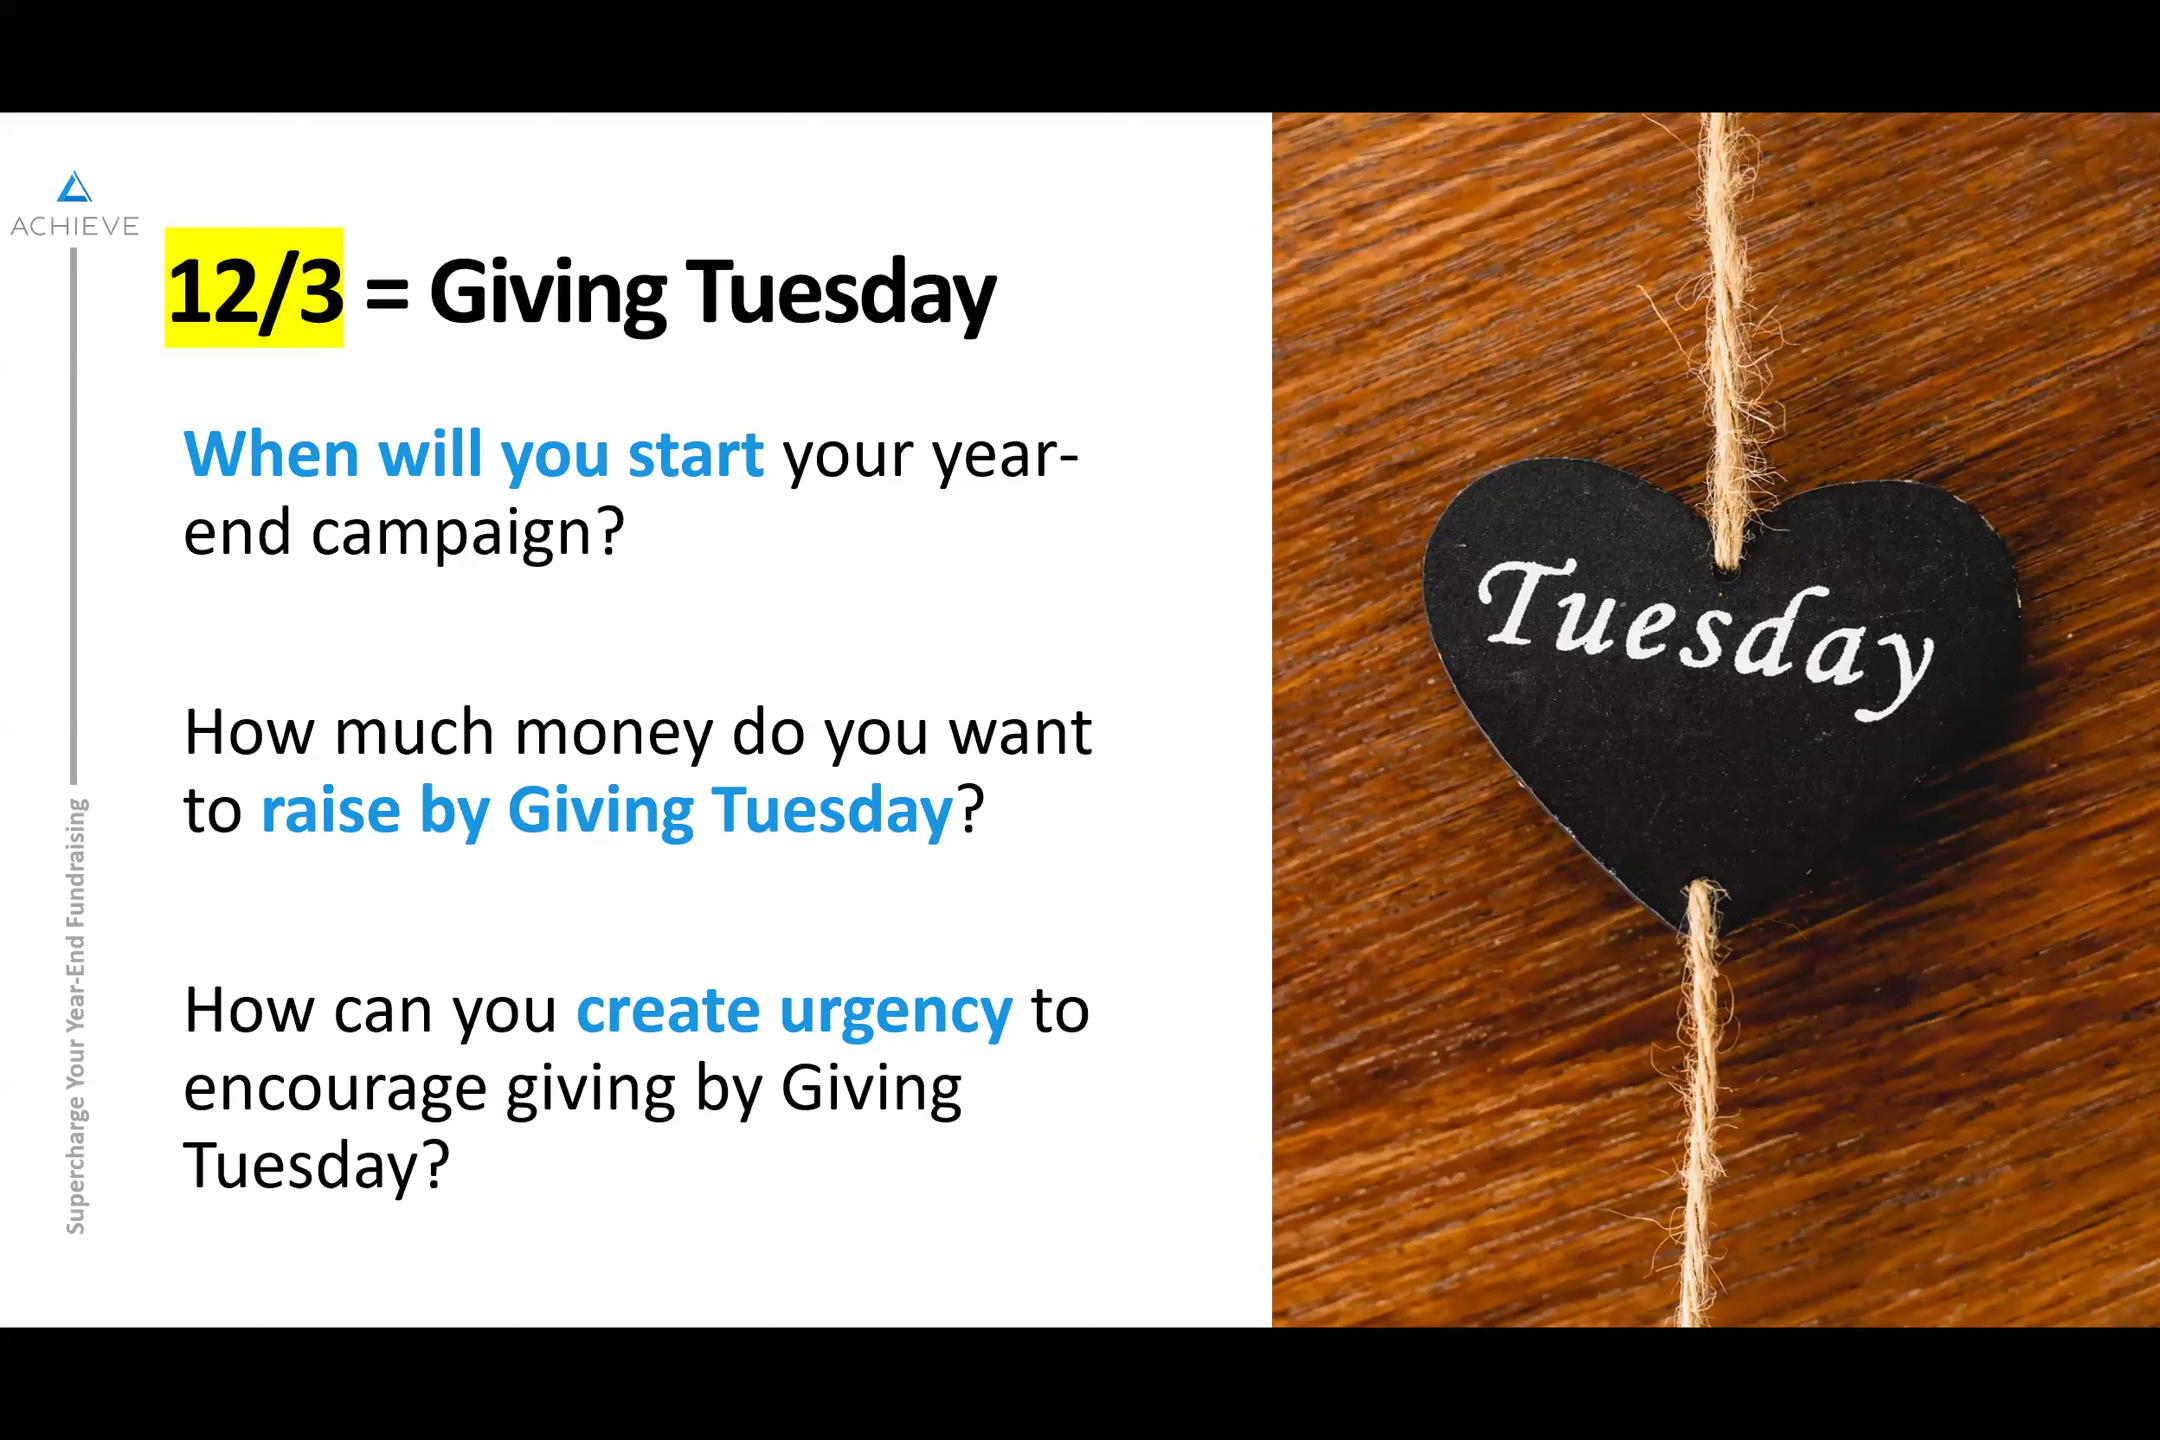 ACHIEVE
12/3 = Giving Tuesday
When will you start your year-
end campaign?
How much money do you want
to raise by Giving Tuesday?
How can you create urgency to
encourage giving by Giving
Tuesday?
Supercharge Your Year-End Fundraising
Tuesday